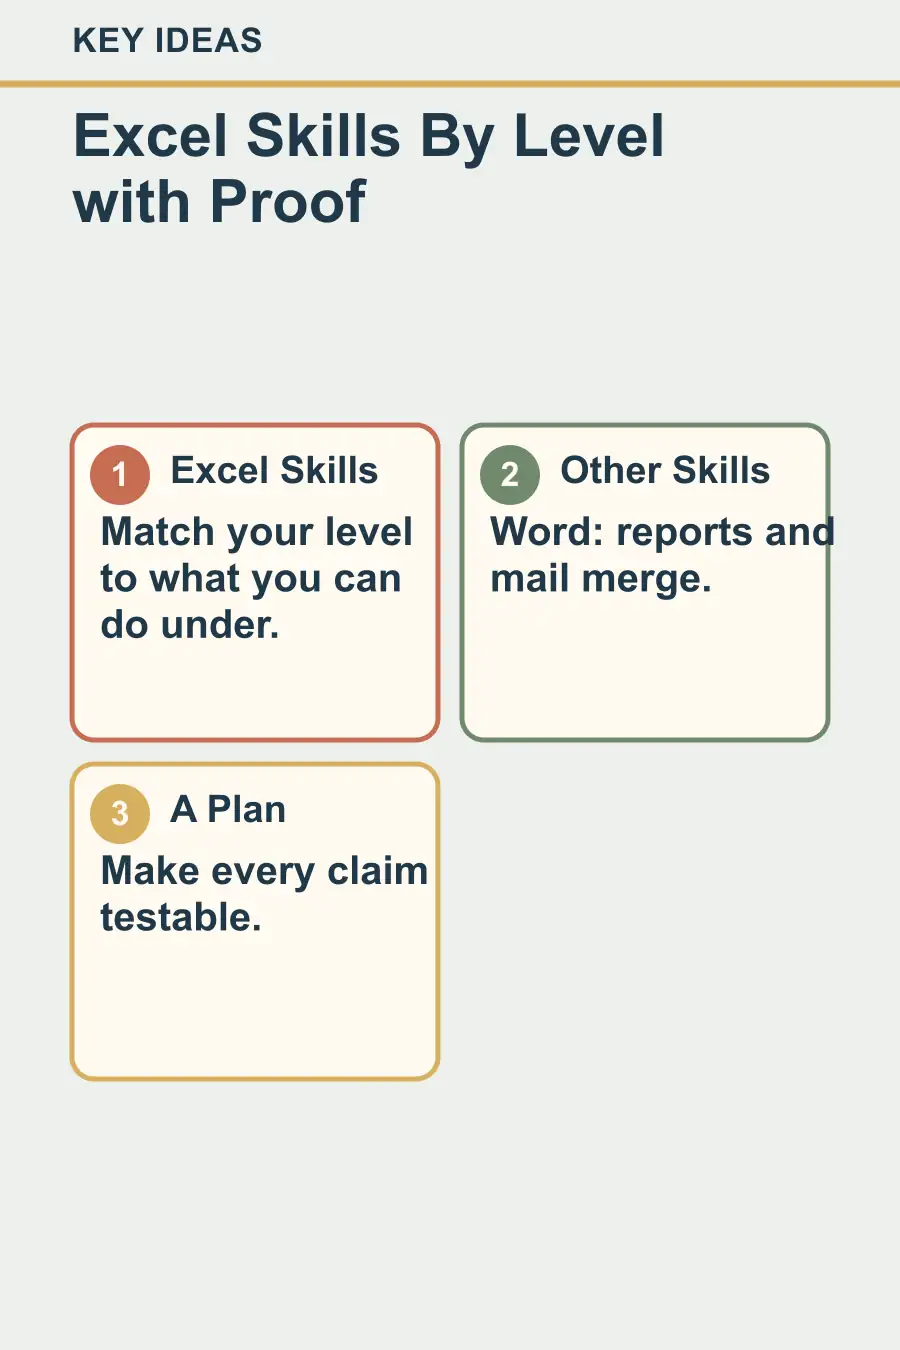 KEY IDEAS
Excel Skills By Level
with Proof
1 Excel Skills
Match your level
to what you can
do under.
2 Other Skills
Word: reports and
mail merge.
3 A Plan
Make every claim
testable.